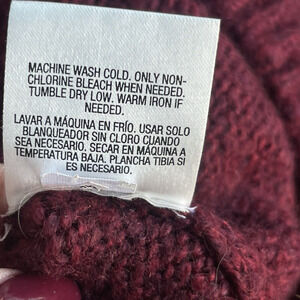 MACHINE WASH COLD. ONLY NON-
CHLORINE BLEACH WHEN NEEDED.
TUMBLE DRY LOW. WARM IRON IF
NEEDED.
LAVAR A MÁQUINA EN FRÍO. USAR SOLO
BLANQUEADOR SIN CLORO CUANDO
SEA NECESARIO. SECAR EN MÁQUINA A
TEMPERATURA BAJA. PLANCHA TIBIA SI
ES NECESARIO.